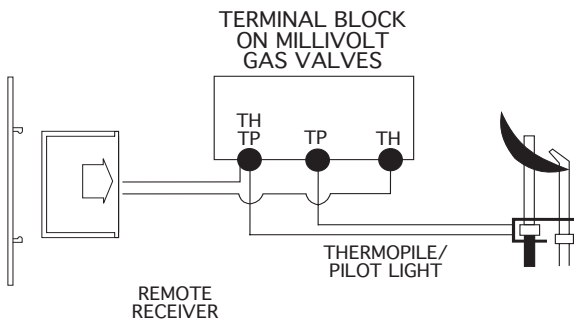 TERMINAL BLOCK
ON MILLIVOLT
GAS VALVES
TH
TP TP TH
THERMOPILE/
PILOT LIGHT
REMOTE
RECEIVER